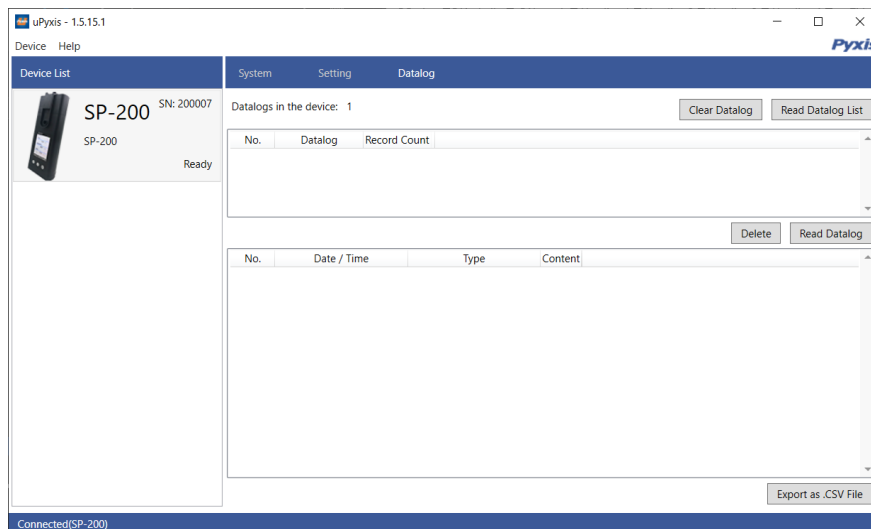 uPyxis - 1.5.15.1
Device Help
Pyxis
Device List
System Setting Datalog
SP-200 SN: 200007
SP-200
Ready
Datalogs in the device: 1
Clear Datalog Read Datalog List
No. Datalog Record Count
Delete Read Datalog
No. Date / Time Type Content
Export as .CSV File
Connected(SP-200)